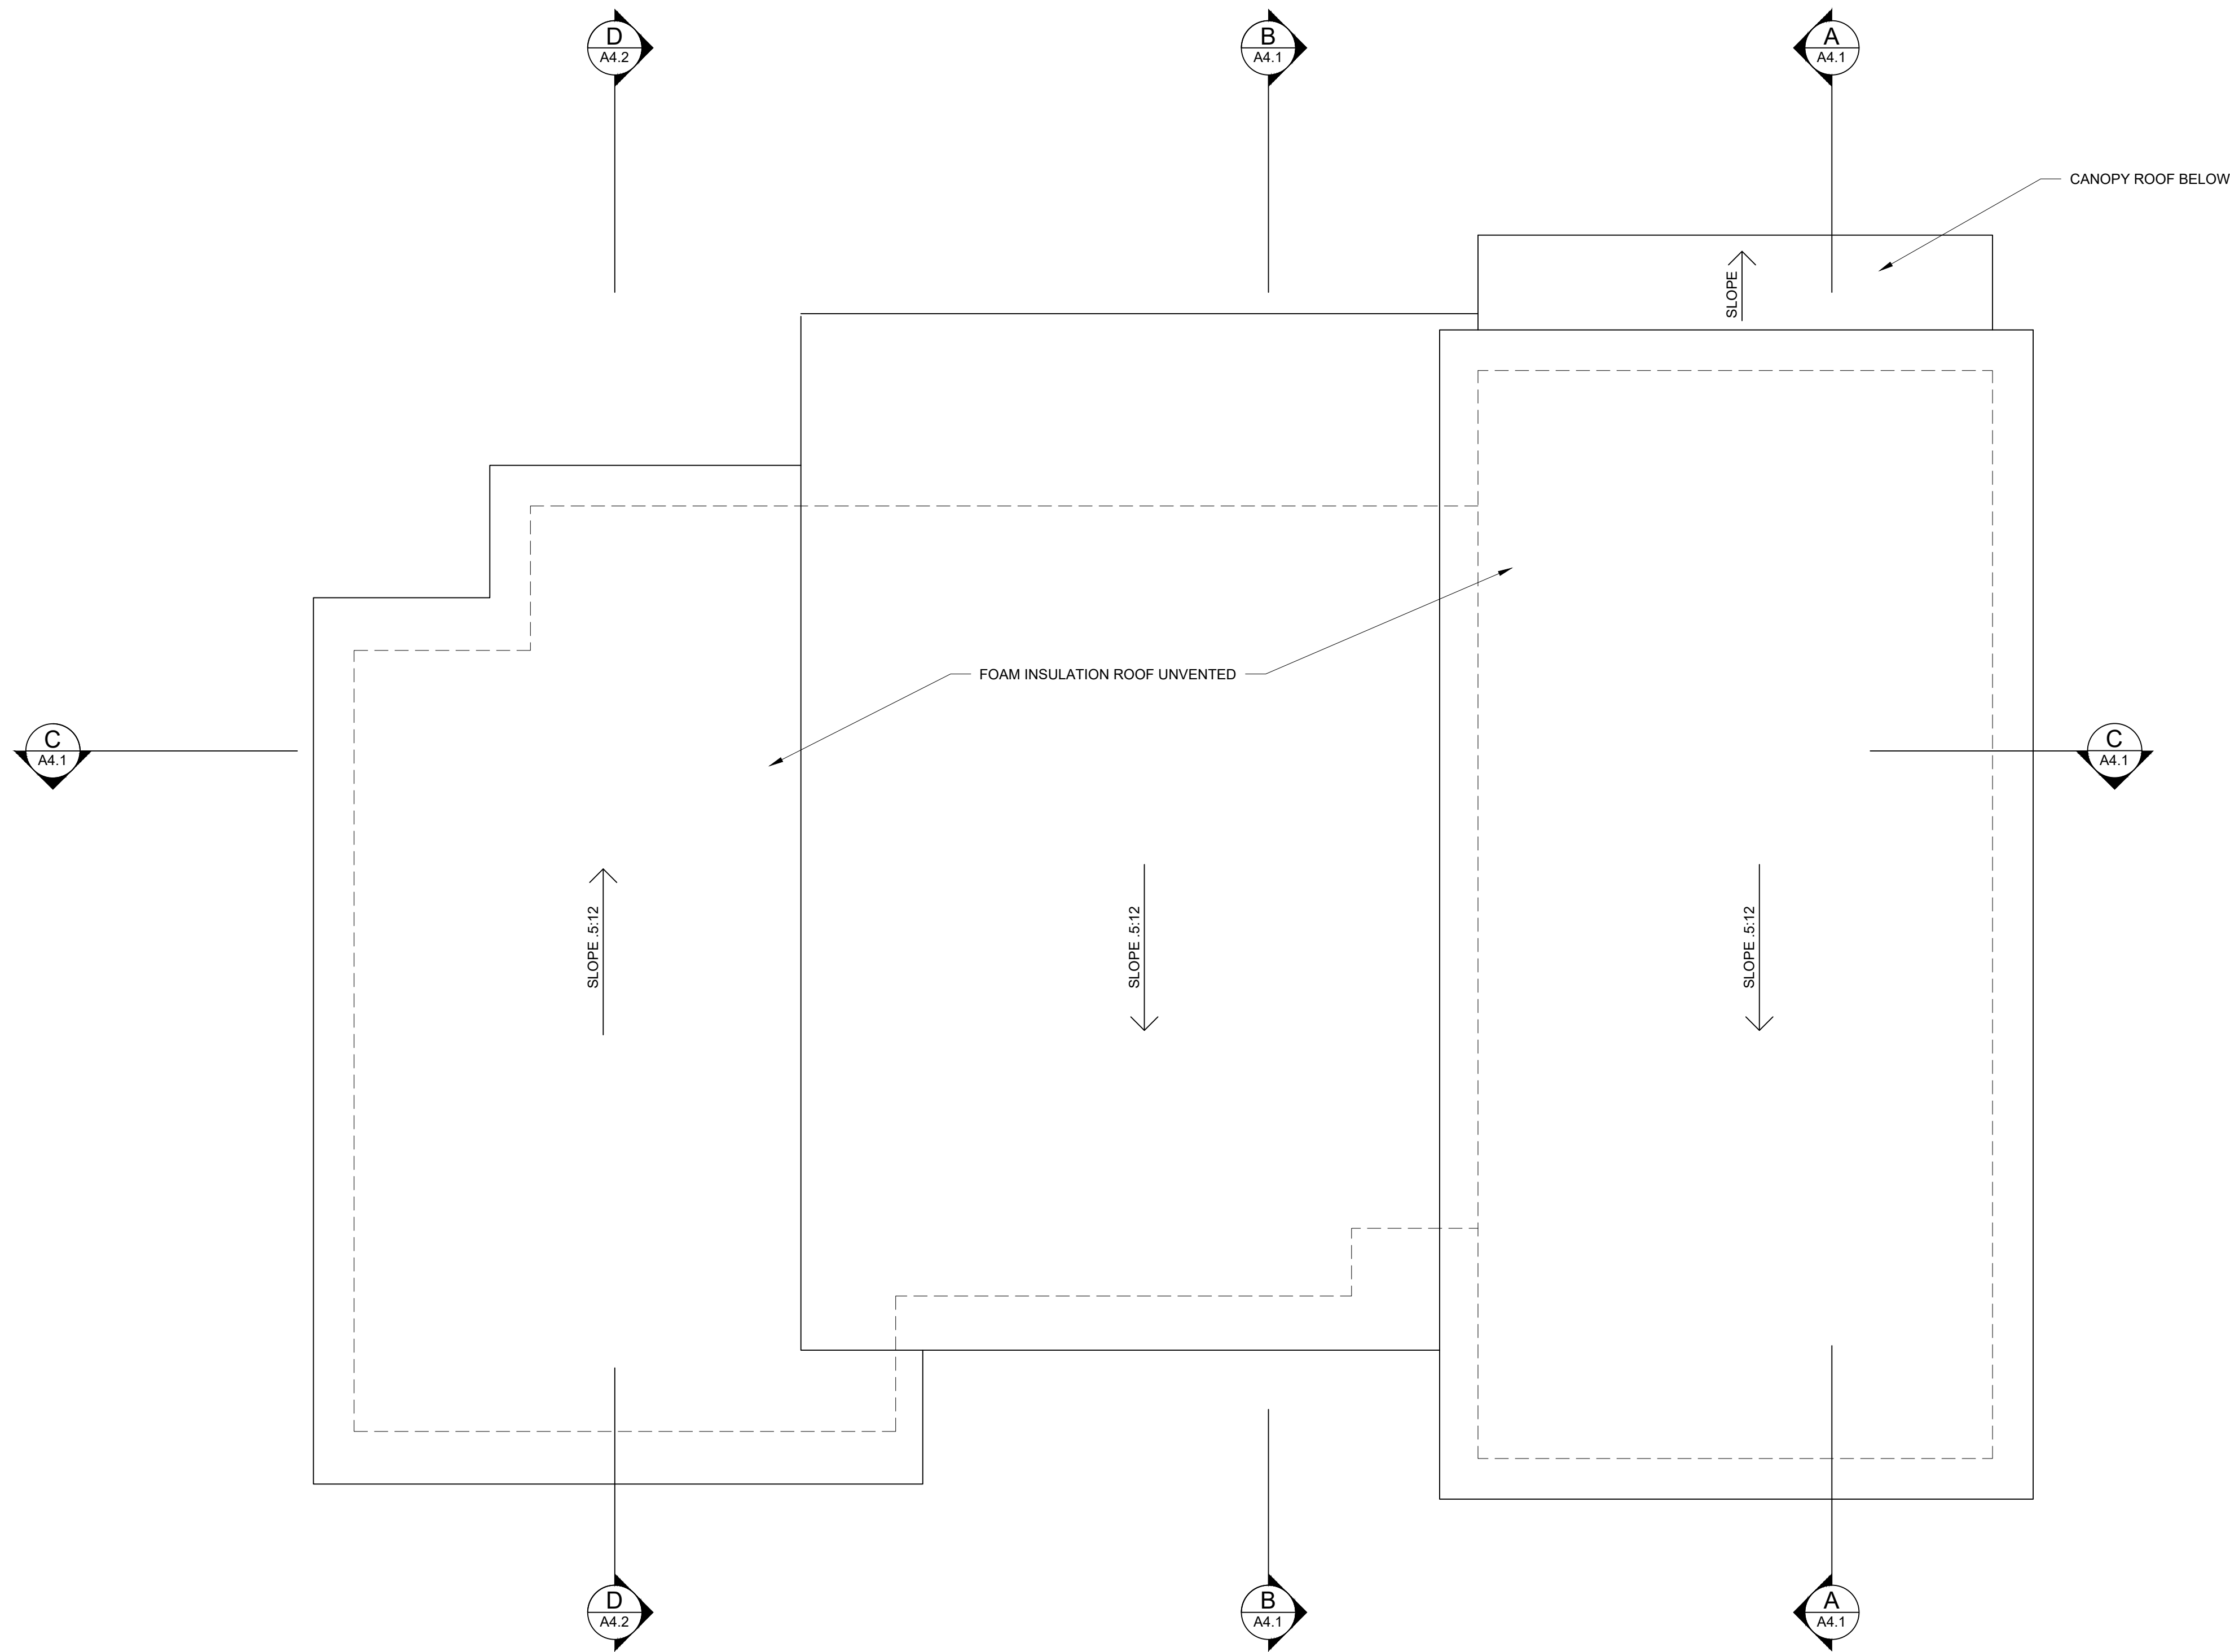 D
A4.2
B
A4.1
A
A4.1
CANOPY ROOF BELOW
SLOPE
FOAM INSULATION ROOF UNVENTED
C
A4.1
C
A4.1
SLOPE .5:12
SLOPE .5:12
SLOPE .5:12
D
A4.2
B
A4.1
A
A4.1